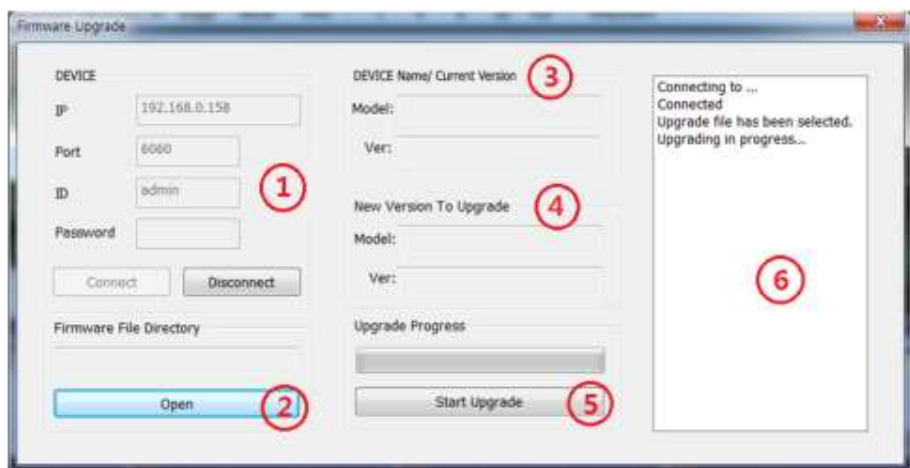 Firmware Upgrade
DEVICE
IP 192.168.0.158
Port 6060
ID admin
Password
Connect Disconnect
1
Firmware File Directory
Open
2
DEVICE Name/ Current Version
3
Model:
Ver:
New Version To Upgrade
4
Model:
Ver:
Upgrade Progress
Start Upgrade
5
Connecting to ...
Connected
Upgrade file has been selected.
Upgrading in progress...
6